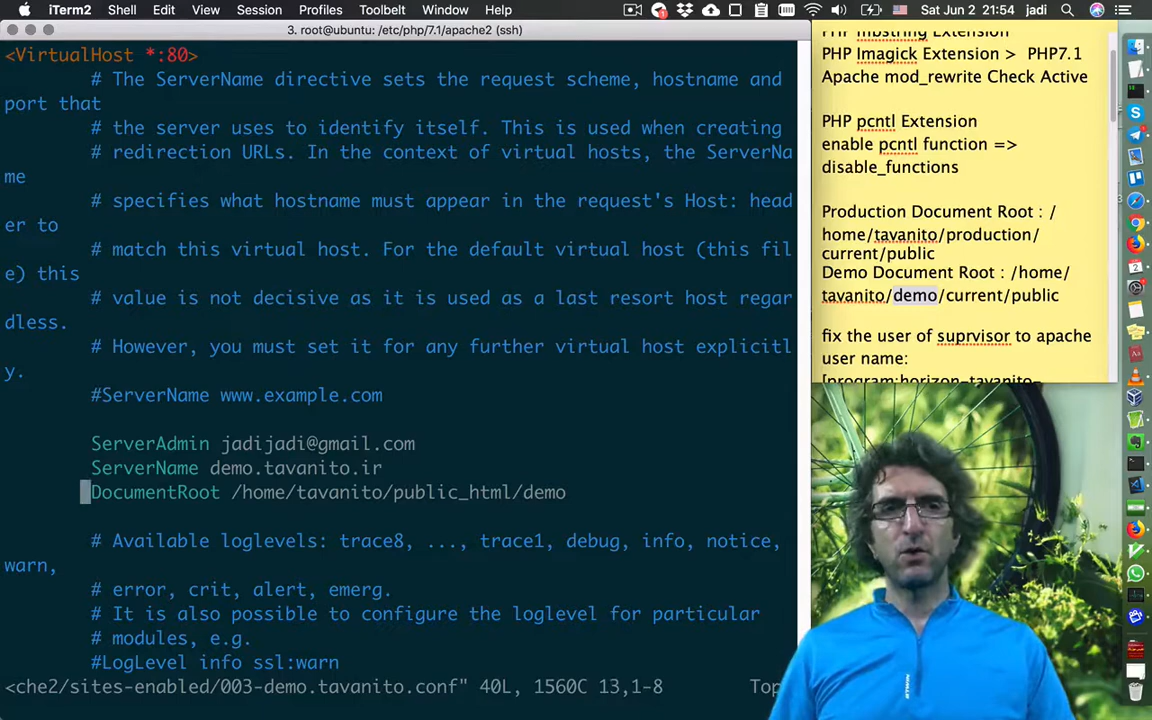 iTerm2 Shell Edit View Session Profiles Toolbelt Window Help
Sat Jun 2 21:54 jadi
3. root@ubuntu: /etc/php/7.1/apache2 (ssh)
<VirtualHost *:80>
# The ServerName directive sets the request scheme, hostname and
port that
# the server uses to identify itself. This is used when creating
# redirection URLs. In the context of virtual hosts, the ServerNa
me
# specifies what hostname must appear in the request's Host: head
er to
# match this virtual host. For the default virtual host (this fil
e) this
# value is not decisive as it is used as a last resort host regar
dless.
# However, you must set it for any further virtual host explicitl
y.
#ServerName www.example.com
ServerAdmin jadijadi@gmail.com
ServerName demo.tavanito.ir
DocumentRoot /home/tavanito/public_html/demo
# Available loglevels: trace8, ..., trace1, debug, info, notice,
warn,
# error, crit, alert, emerg.
# It is also possible to configure the loglevel for particular
# modules, e.g.
#LogLevel info ssl:warn
<che2/sites-enabled/003-demo.tavanito.conf" 40L, 1560C 13,1-8 Top
PHP Mbstring Extension
PHP Imagick Extension > PHP7.1
Apache mod_rewrite Check Active
PHP pcntl Extension
enable pcntl function =>
disable_functions
Production Document Root : /
home/tavanito/production/
current/public
Demo Document Root : /home/
tavanito/demo/current/public
fix the user of suprvisor to apache
user name:
[program:horizon-tavanito